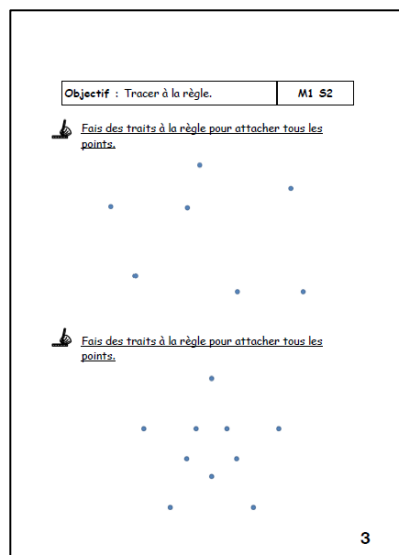 Objectif : Tracer à la règle.
M1 S2
Fais des traits à la règle pour attacher tous les
points.
Fais des traits à la règle pour attacher tous les
points.
3